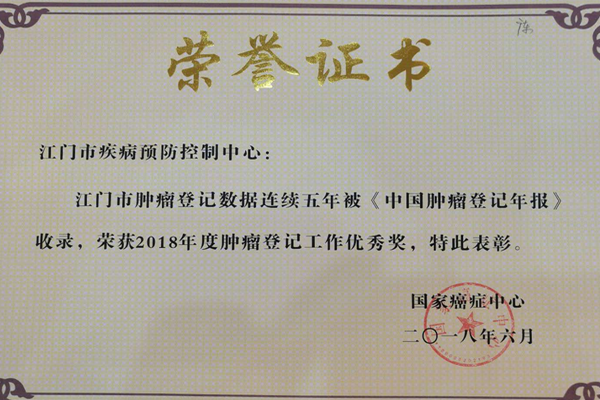 荣誉证书
江门市疾病预防控制中心：
江门市肿瘤登记数据连续五年被《中国肿瘤登记年报》
收录，荣获2018年度肿瘤登记工作优秀奖，特此表彰。
国家癌症中心
二〇一八年六月